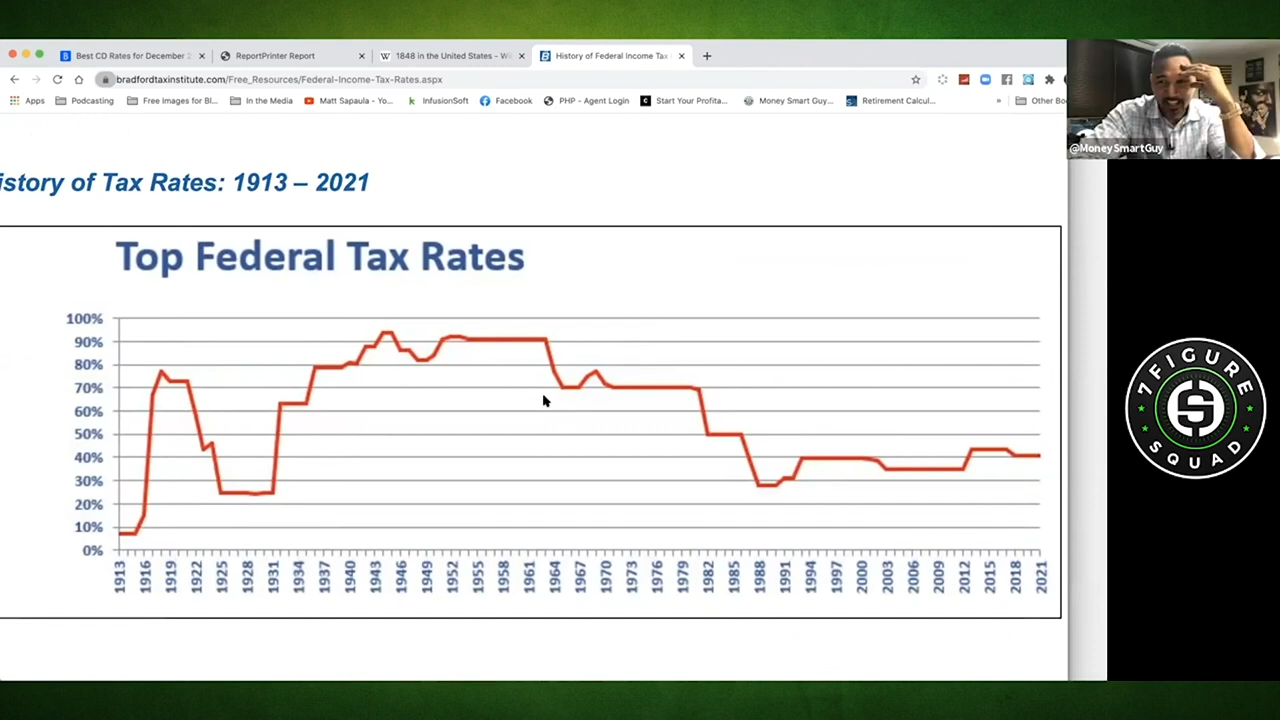 Best CD Rates for December 2
ReportPrinter Report
1848 in the United States - Wi
History of Federal Income Tax
bradfordtaxinstitute.com/Free_Resources/Federal-Income-Tax-Rates.aspx
Apps
Podcasting
Free Images for Bl...
In the Media
Matt Sapaula - Yo...
InfusionSoft
Facebook
PHP - Agent Login
Start Your Profita...
Money Smart Guy...
Retirement Calcul...
»
Other Bo
@MoneySmartGuy
istory of Tax Rates: 1913 – 2021
Top Federal Tax Rates
100%
90%
80%
70%
60%
50%
40%
30%
20%
10%
0%
1913 1916 1919 1922 1925 1928 1931 1934 1937 1940 1943 1946 1949 1952 1955 1958 1961 1964 1967 1970 1973 1976 1979 1982 1985 1988 1991 1994 1997 2000 2003 2006 2009 2012 2015 2018 2021
7FIGURE
SQUAD